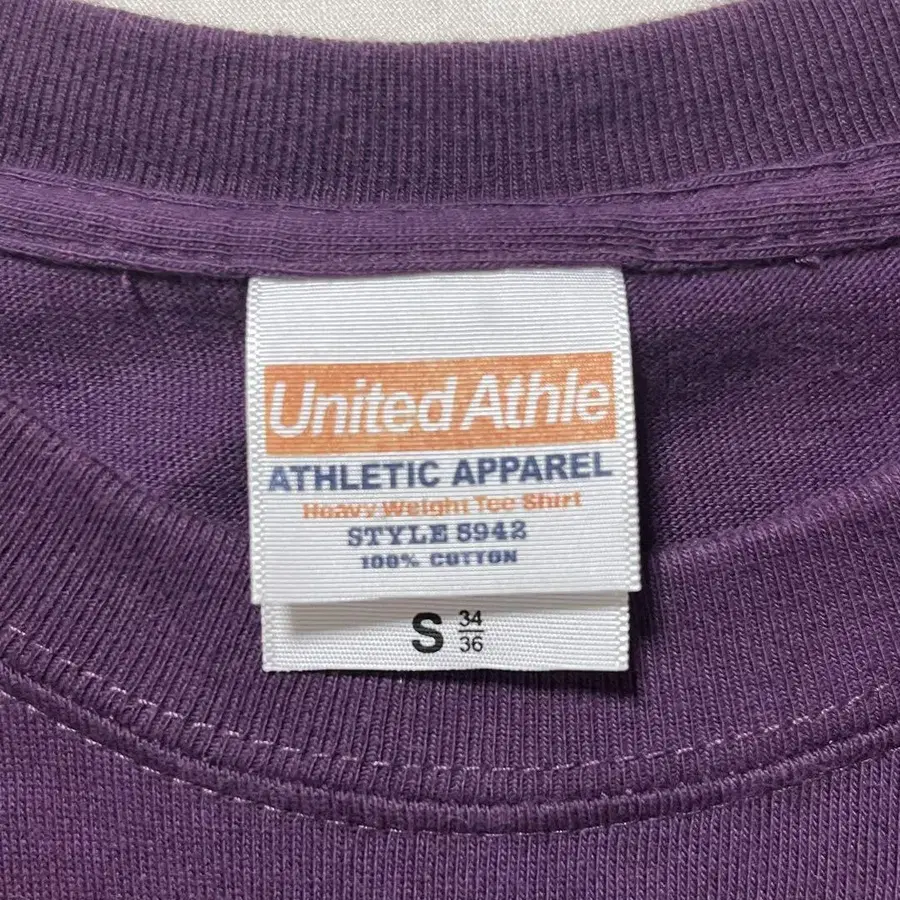 United Athle
ATHLETIC APPAREL
Heavy Weight Tee Shirt
STYLE 5942
100% COTTON
S 34
36